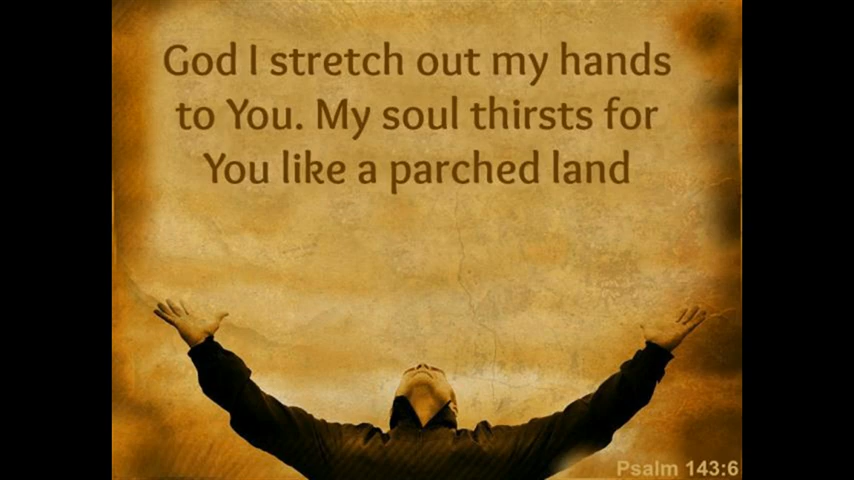 God I stretch out my hands
to You. My soul thirsts for
You like a parched land
Psalm 143:6